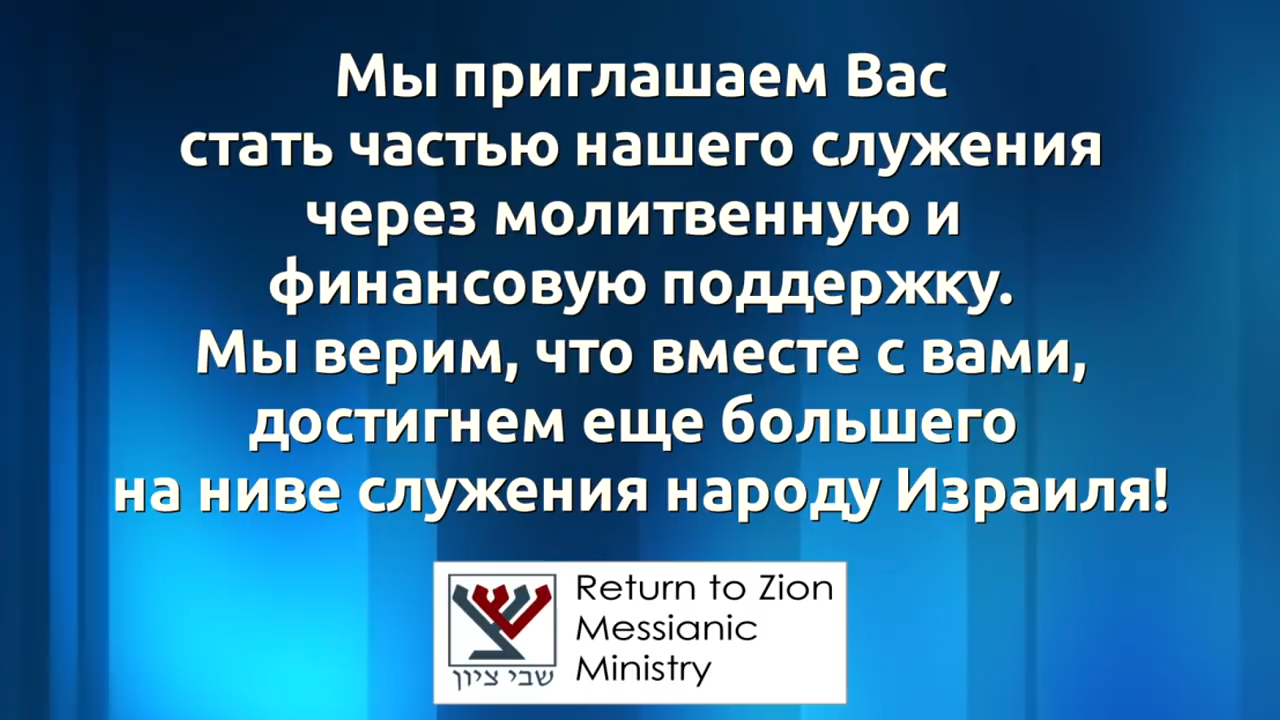 Мы приглашаем Вас
стать частью нашего служения
через молитвенную и
финансовую поддержку.
Мы верим, что вместе с вами,
достигнем еще большего
на ниве служения народу Израиля!
Return to Zion
Messianic
Ministry
שבי ציון